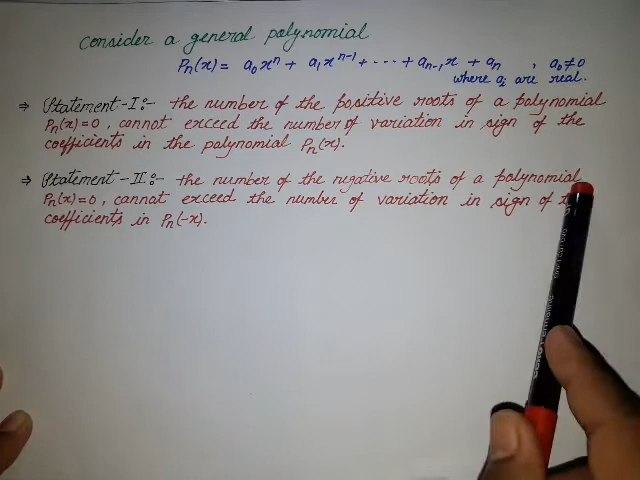 Consider a general polynomial
Pn(x) = a₀xⁿ + a₁xⁿ⁻¹ + ... + aₙ₋₁x + aₙ , a₀≠0
where aᵢ are real.
⇒ Statement-I:- the number of the positive roots of a polynomial
Pn(x)=0, cannot exceed the number of variation in sign of the
coefficients in the polynomial Pn(x).
⇒ Statement-II:- the number of the negative roots of a polynomial
Pn(x)=0, cannot exceed the number of variation in sign of
coefficients in Pn(-x).